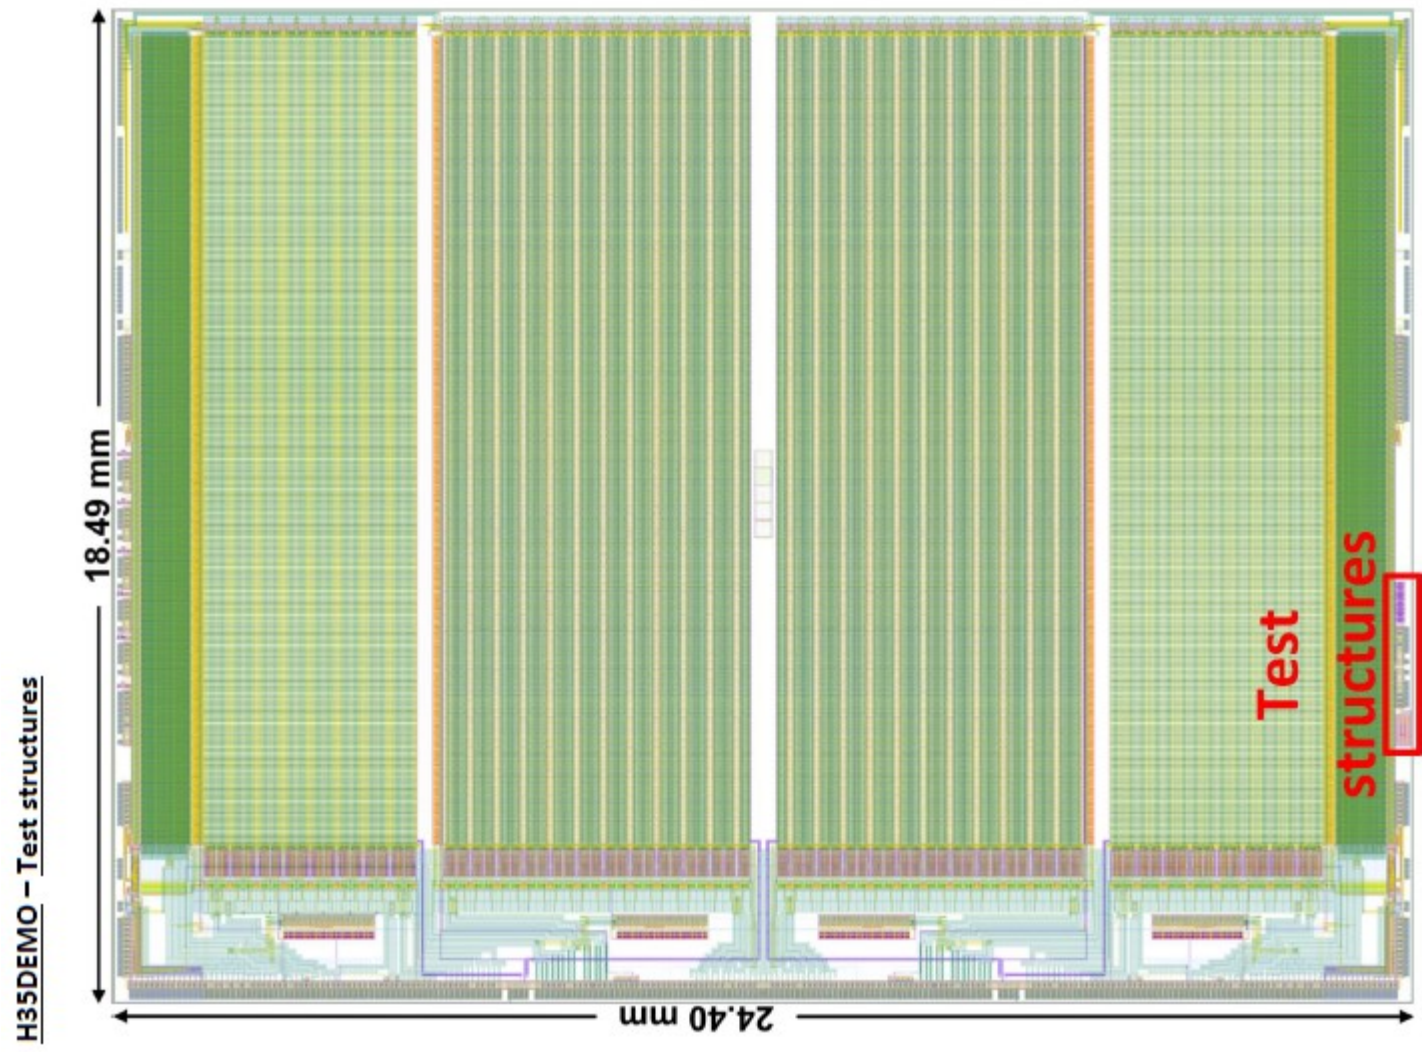 H35DEMO – Test structures
18.49 mm
24.40 mm
Test
structures